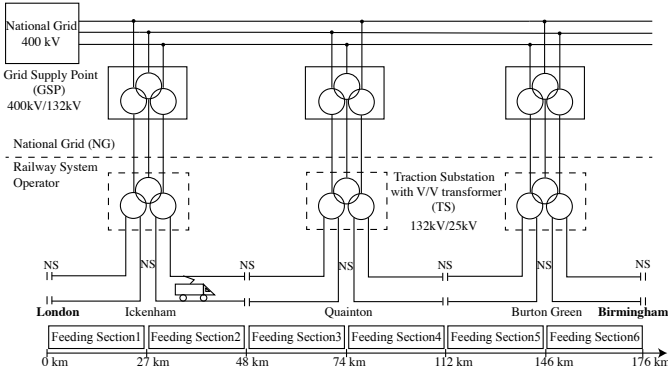 National Grid
400 kV
Grid Supply Point
(GSP)
400kV/132kV
National Grid (NG)
Railway System
Operator
Traction Substation
with V/V transformer
(TS)
132kV/25kV
NS NS NS NS NS NS NS
London Ickenham Quainton Burton Green Birmingham
Feeding Section1 Feeding Section2 Feeding Section3 Feeding Section4 Feeding Section5 Feeding Section6
0 km 27 km 48 km 74 km 112 km 146 km 176 km